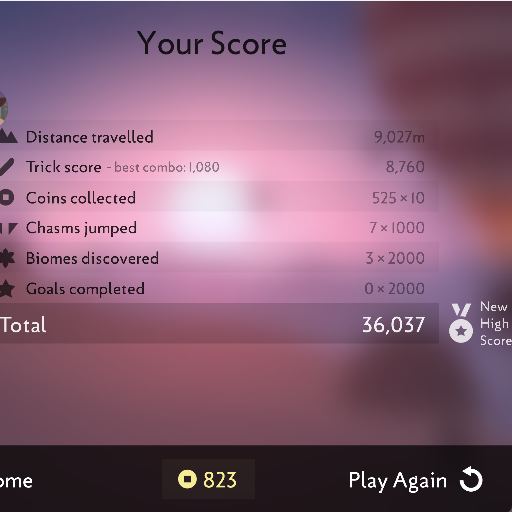 Your Score
Distance travelled 9,027m
Trick score - best combo: 1,080 8,760
Coins collected 525 × 10
Chasms jumped 7 × 1000
Biomes discovered 3 × 2000
Goals completed 0 × 2000
Total 36,037
New
High
Score
ome 823 Play Again